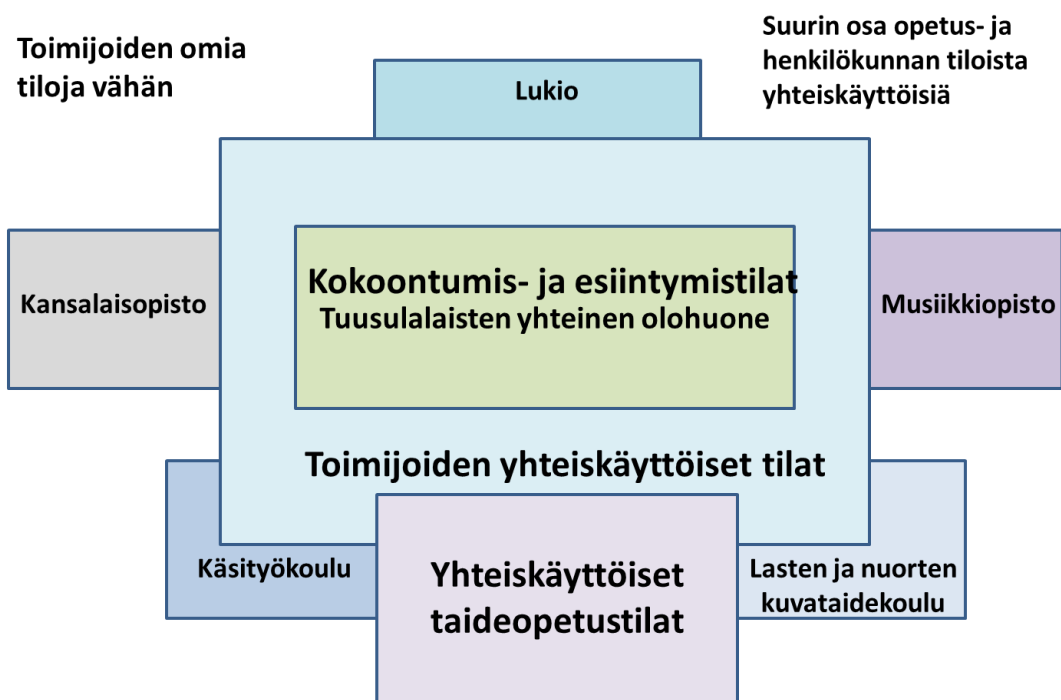 Toimijoiden omia
tiloja vähän
Suurin osa opetus- ja
henkilökunnan tiloista
yhteiskäyttöisiä
Lukio
Kansalaisopisto
Kokoontumis- ja esiintymistilat
Tuusulalaisten yhteinen olohuone
Musiikkiopisto
Toimijoiden yhteiskäyttöiset tilat
Käsityökoulu
Yhteiskäyttöiset
taideopetustilat
Lasten ja nuorten
kuvataidekoulu